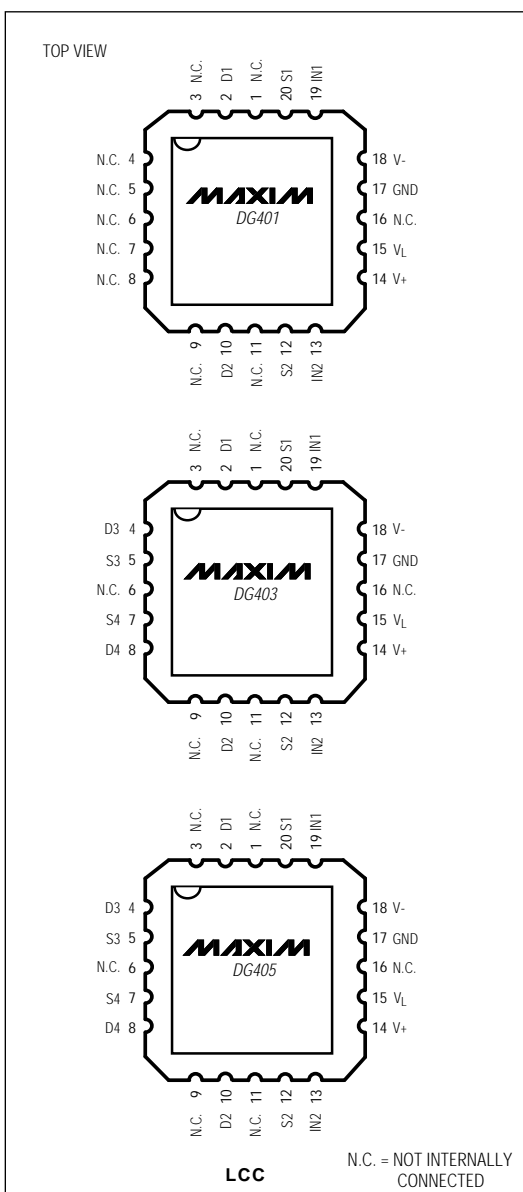 TOP VIEW
3 N.C.
2 D1
1 N.C.
20 S1
19 IN1
N.C. 4
N.C. 5
N.C. 6
N.C. 7
N.C. 8
MAXIM
DG401
18 V-
17 GND
16 N.C.
15 VL
14 V+
N.C. 9
D2 10
N.C. 11
S2 12
IN2 13
3 N.C.
2 D1
1 N.C.
20 S1
19 IN1
D3 4
S3 5
N.C. 6
S4 7
D4 8
MAXIM
DG403
18 V-
17 GND
16 N.C.
15 VL
14 V+
N.C. 9
D2 10
N.C. 11
S2 12
IN2 13
3 N.C.
2 D1
1 N.C.
20 S1
19 IN1
D3 4
S3 5
N.C. 6
S4 7
D4 8
MAXIM
DG405
18 V-
17 GND
16 N.C.
15 VL
14 V+
N.C. 9
D2 10
N.C. 11
S2 12
IN2 13
LCC
N.C. = NOT INTERNALLY
CONNECTED